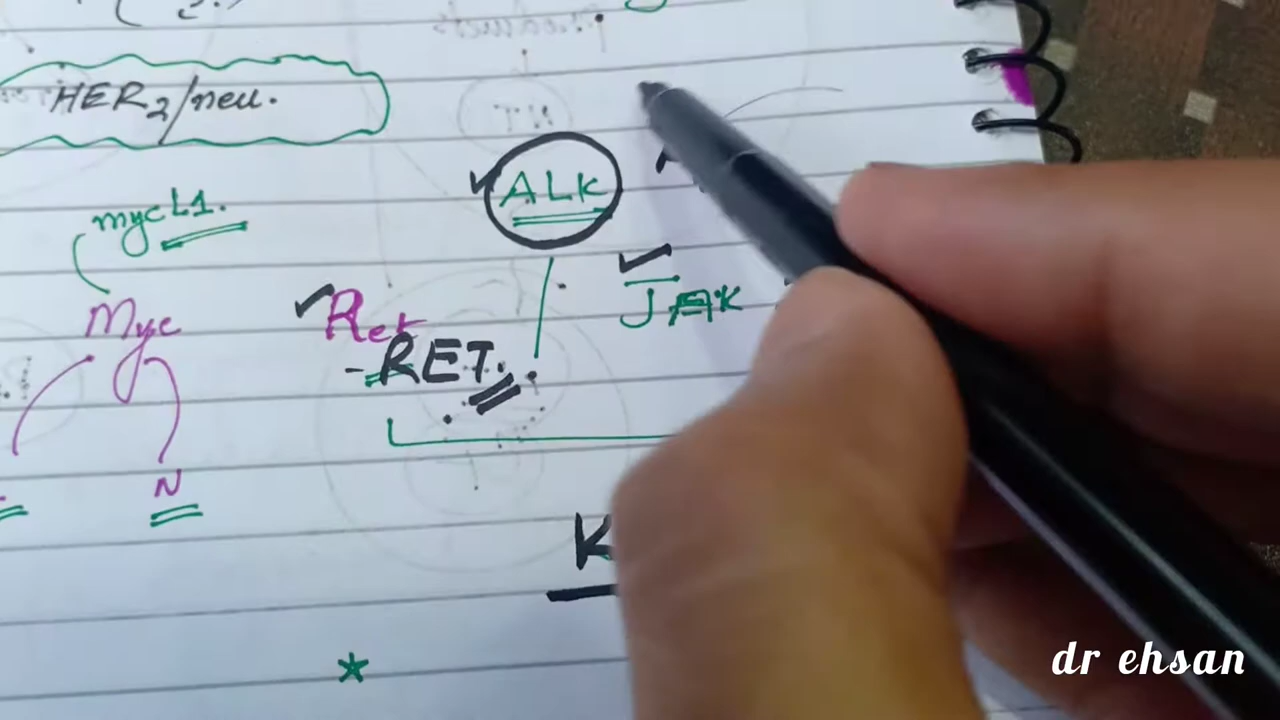 HER2/neu.
ALK
mycL1.
JAK
Ret
Myc
-RET.
N
K
*
dr ehsan